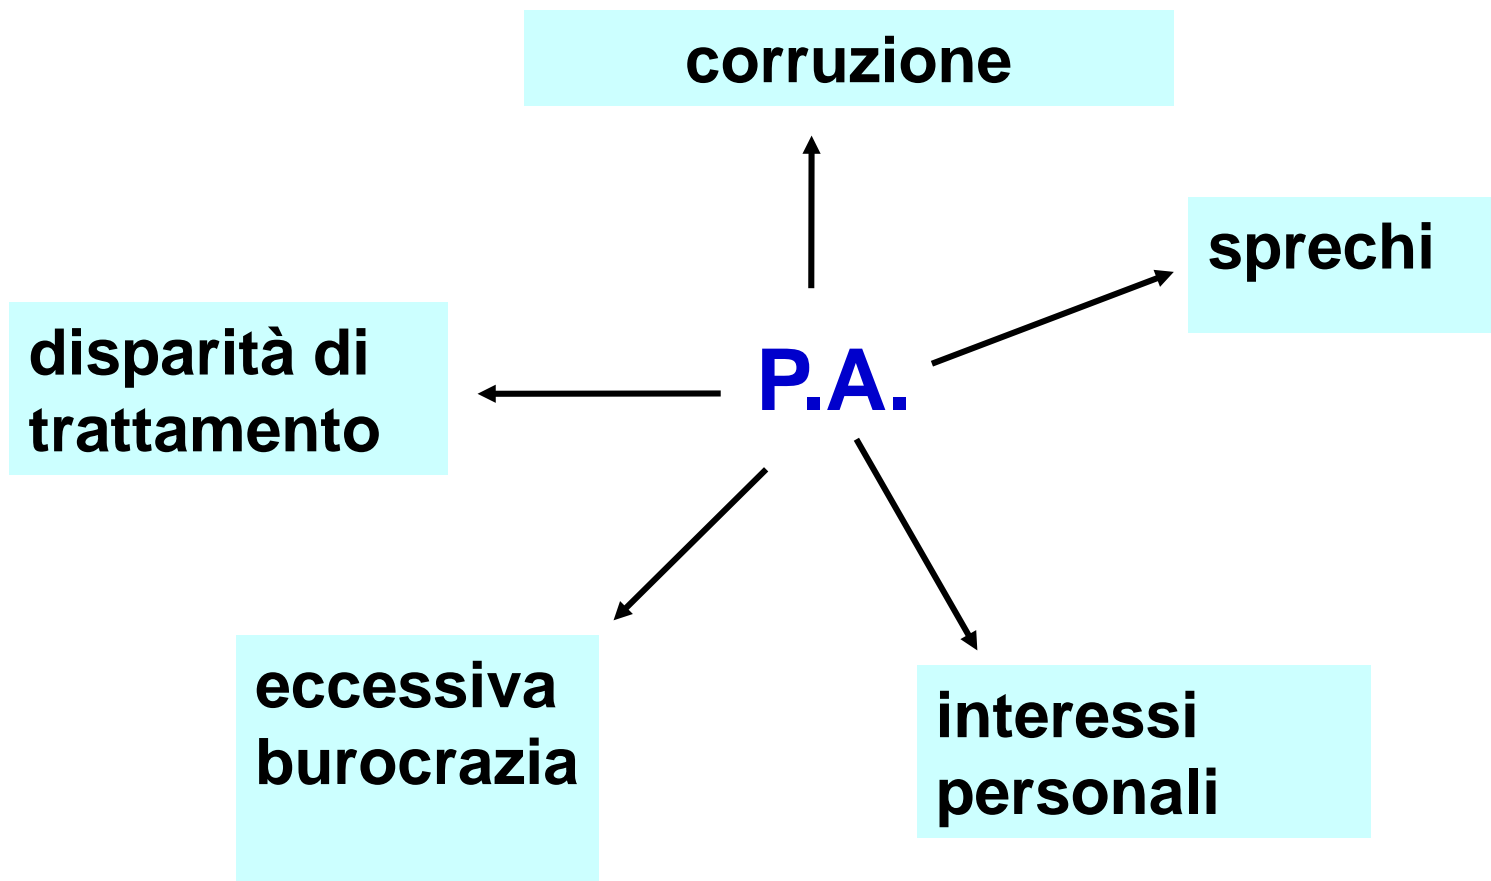 corruzione
sprechi
disparità di
trattamento
P.A.
eccessiva
burocrazia
interessi
personali